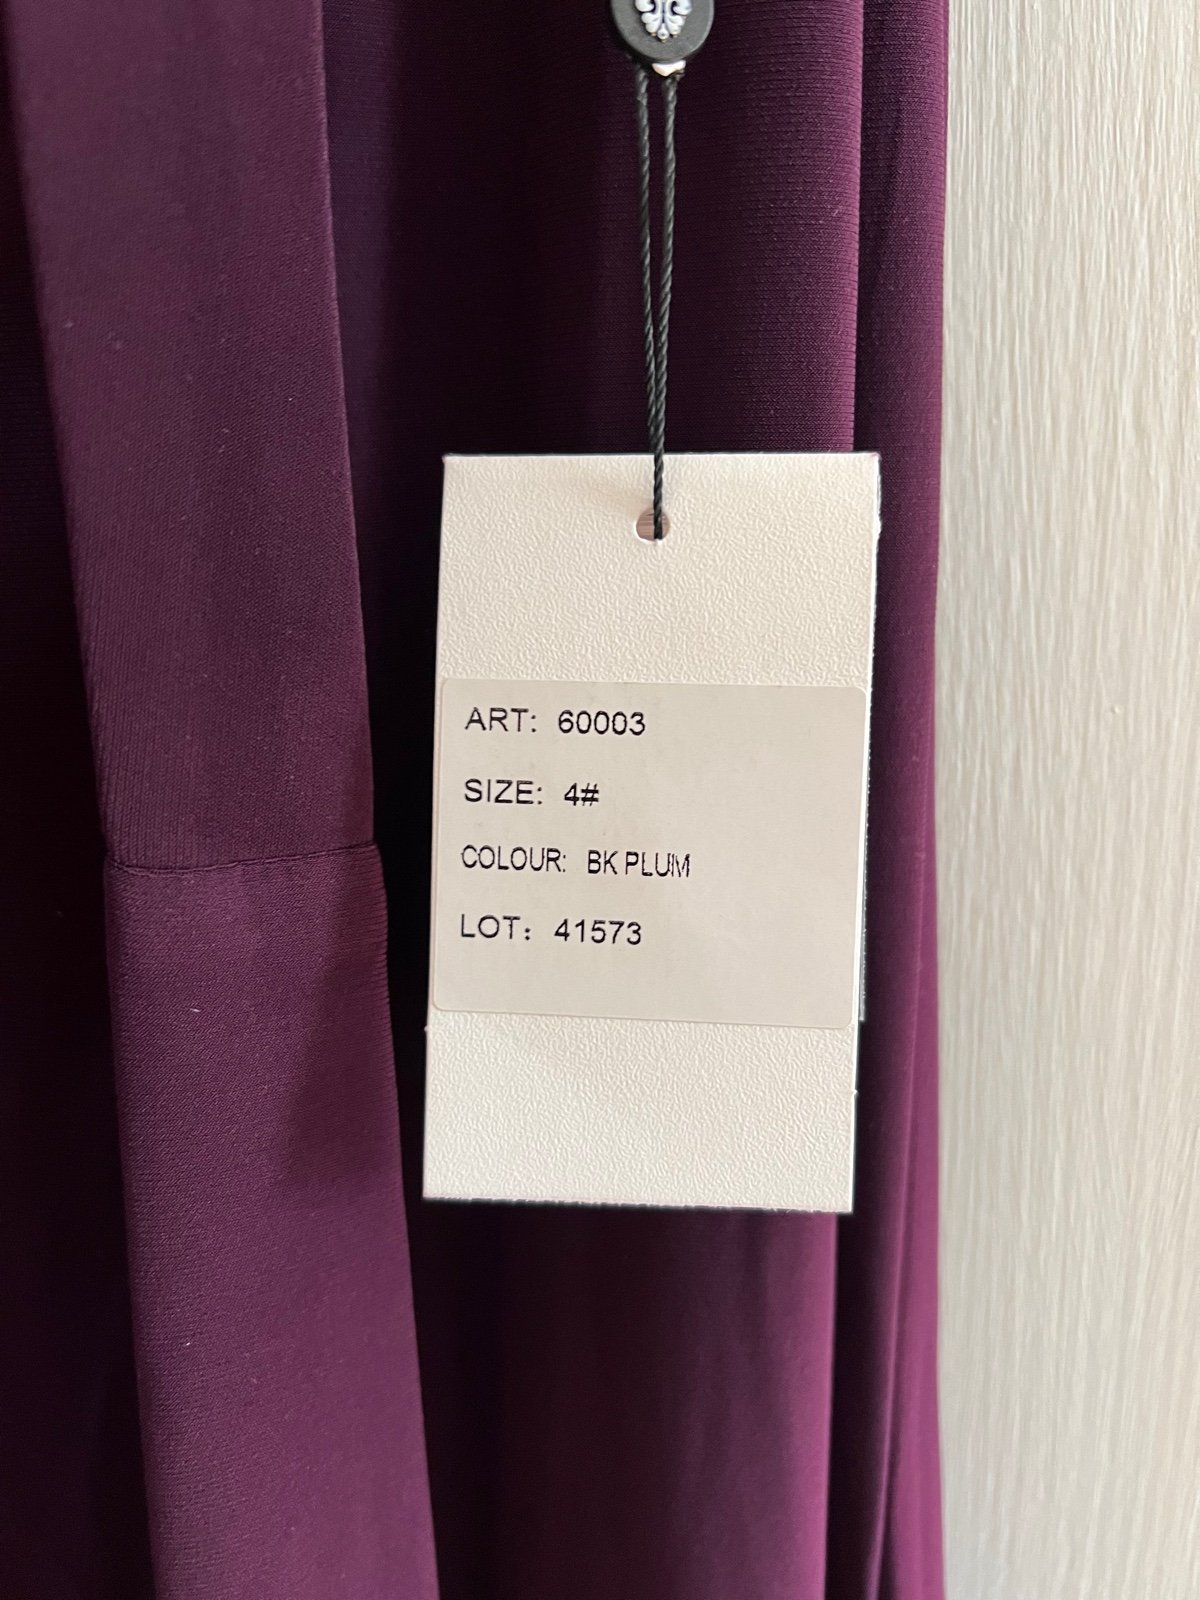 ART: 60003
SIZE: 4#
COLOUR: BK PLUM
LOT: 41573